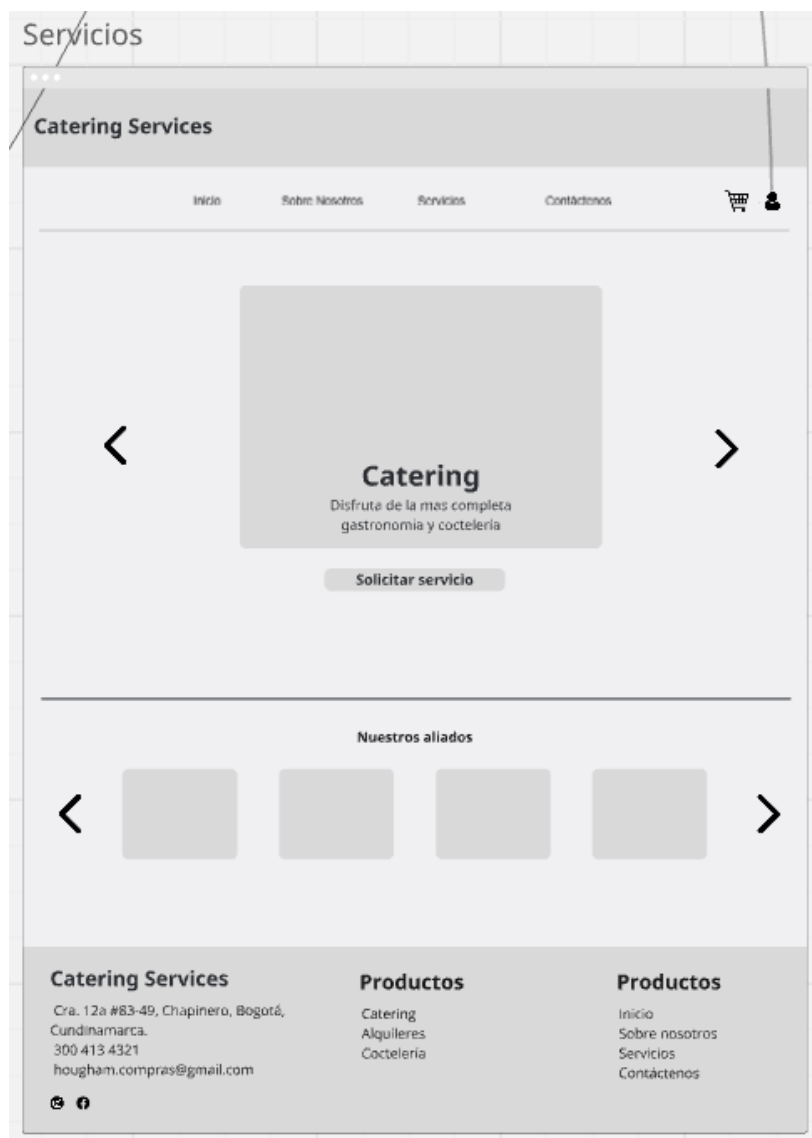 Servicios
Catering Services
Inicio Sobre Nosotros Servicios Contáctenos
Catering
Disfruta de la mas completa
gastronomia y coctelería
Solicitar servicio
Nuestros aliados
Catering Services
Cra. 12a #83-49, Chapinero, Bogotá,
Cundinamarca.
300 413 4321
hougham.compras@gmail.com
Productos
Catering
Alquileres
Coctelería
Productos
Inicio
Sobre nosotros
Servicios
Contáctenos